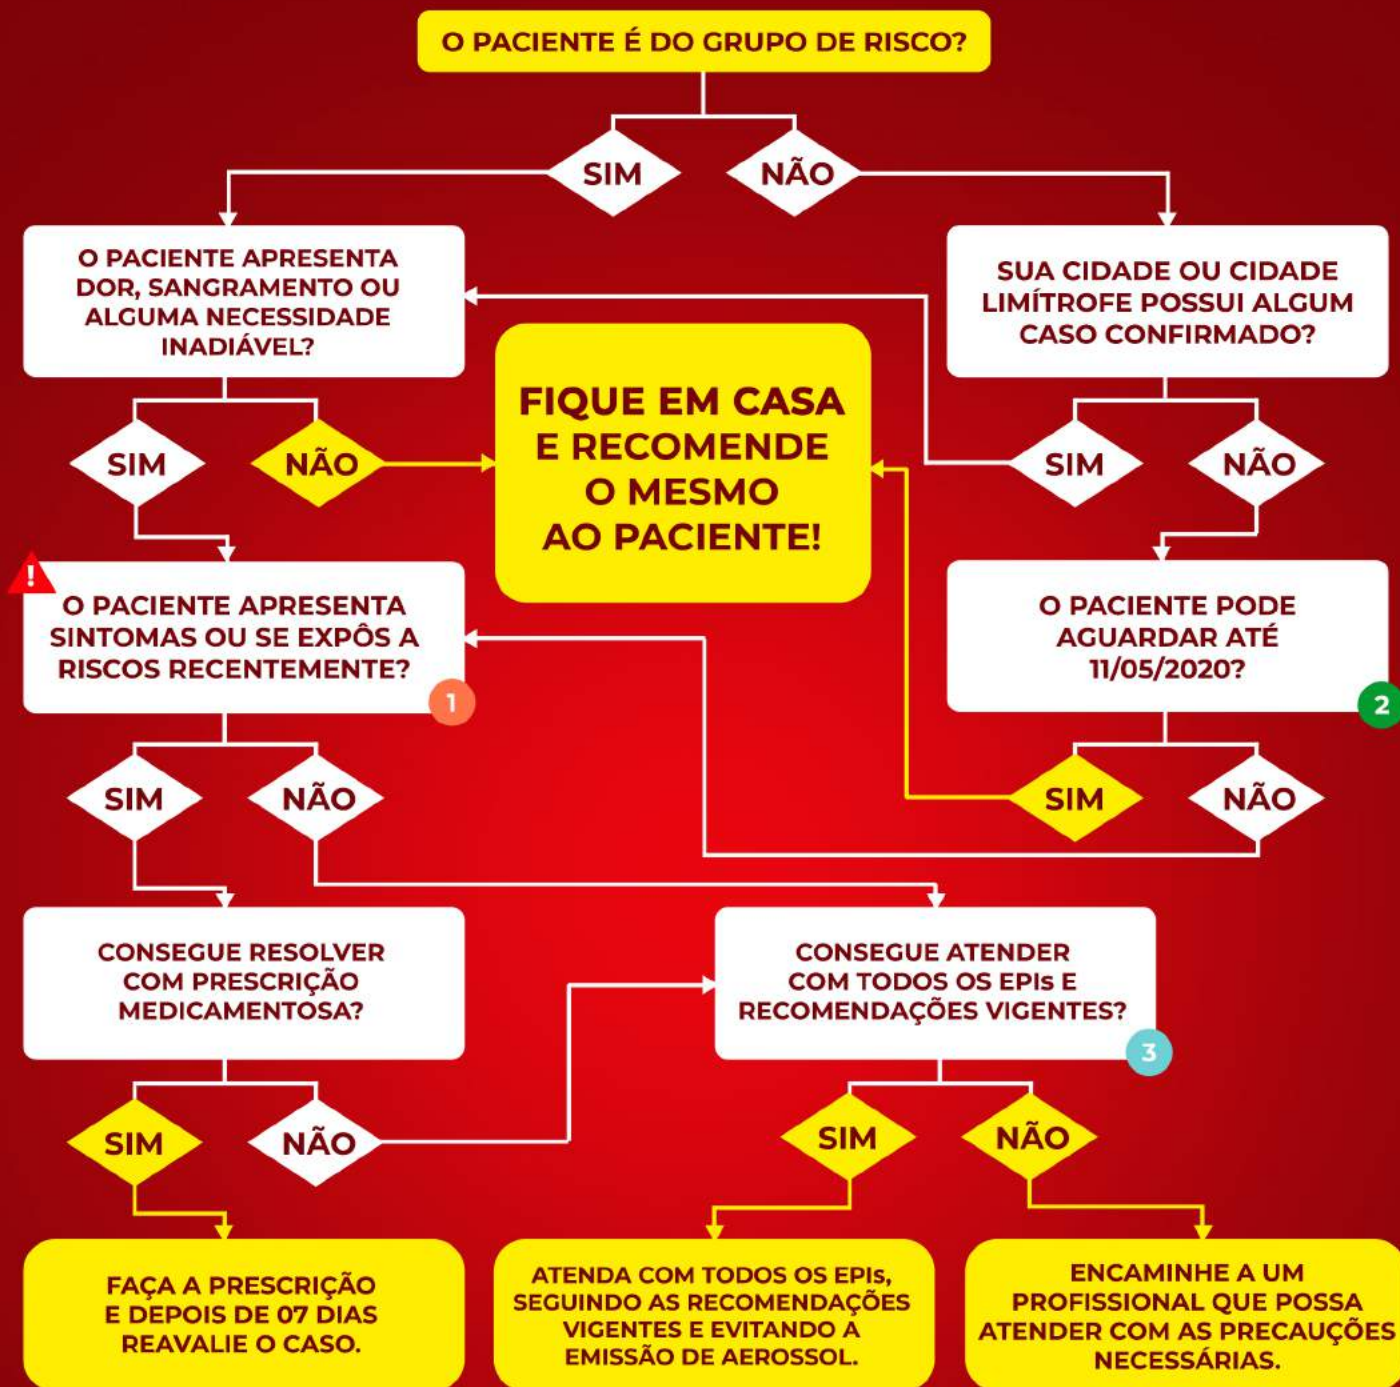 O PACIENTE É DO GRUPO DE RISCO?
SIM
NÃO
O PACIENTE APRESENTA
DOR, SANGRAMENTO OU
ALGUMA NECESSIDADE
INADIÁVEL?
SUA CIDADE OU CIDADE
LIMÍTROFE POSSUI ALGUM
CASO CONFIRMADO?
FIQUE EM CASA
E RECOMENDE
O MESMO
AO PACIENTE!
SIM
NÃO
SIM
NÃO
!
O PACIENTE APRESENTA
SINTOMAS OU SE EXPÔS A
RISCOS RECENTEMENTE?
1
O PACIENTE PODE
AGUARDAR ATÉ
11/05/2020?
2
SIM
NÃO
SIM
NÃO
CONSEGUE RESOLVER
COM PRESCRIÇÃO
MEDICAMENTOSA?
CONSEGUE ATENDER
COM TODOS OS EPIs E
RECOMENDAÇÕES VIGENTES?
3
SIM
NÃO
SIM
NÃO
FAÇA A PRESCRIÇÃO
E DEPOIS DE 07 DIAS
REAVALIE O CASO.
ATENDA COM TODOS OS EPIs,
SEGUINDO AS RECOMENDAÇÕES
VIGENTES E EVITANDO A
EMISSÃO DE AEROSSOL.
ENCAMINHE A UM
PROFISSIONAL QUE POSSA
ATENDER COM AS PRECAUÇÕES
NECESSÁRIAS.